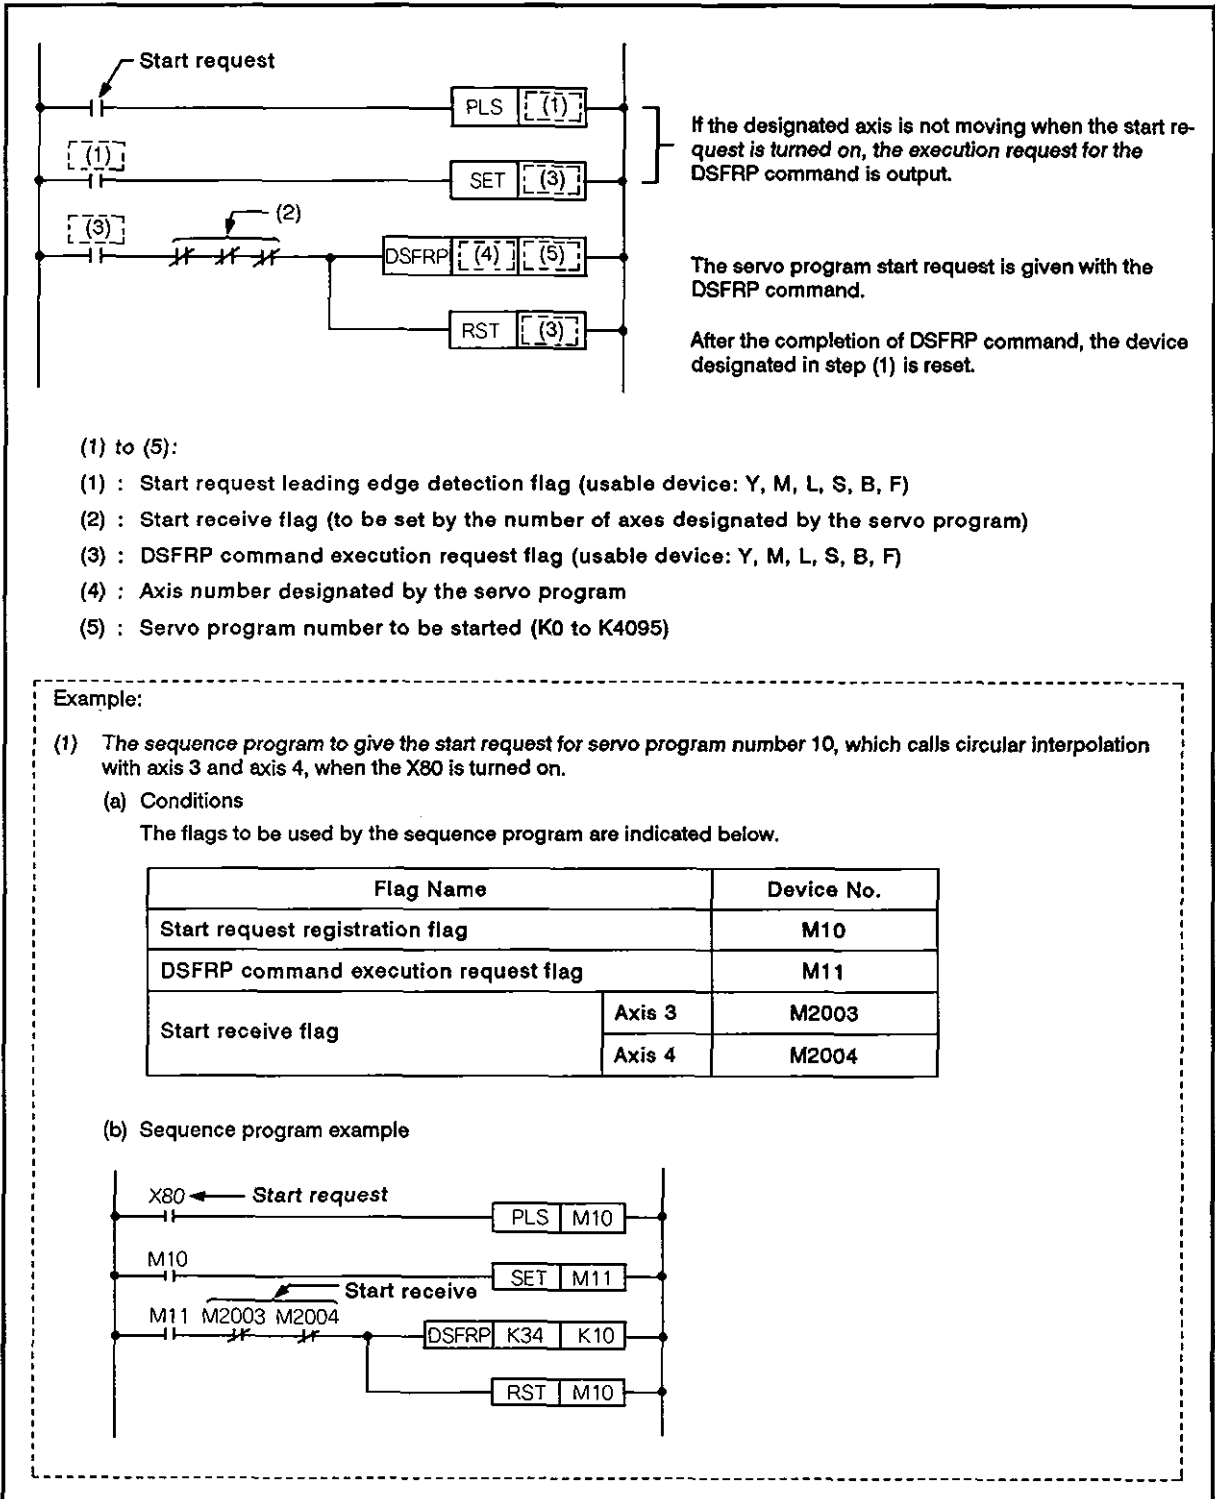 Start request
PLS (1)
If the designated axis is not moving when the start re-
quest is turned on, the execution request for the
DSFRP command is output.
(1)
SET (3)
(3)
(2)
DSFRP (4) (5)
The servo program start request is given with the
DSFRP command.
RST (3)
After the completion of DSFRP command, the device
designated in step (1) is reset.
(1) to (5):
(1) : Start request leading edge detection flag (usable device: Y, M, L, S, B, F)
(2) : Start receive flag (to be set by the number of axes designated by the servo program)
(3) : DSFRP command execution request flag (usable device: Y, M, L, S, B, F)
(4) : Axis number designated by the servo program
(5) : Servo program number to be started (K0 to K4095)
Example:
(1) The sequence program to give the start request for servo program number 10, which calls circular interpolation
with axis 3 and axis 4, when the X80 is turned on.
(a) Conditions
The flags to be used by the sequence program are indicated below.
Flag Name Device No.
Start request registration flag M10
DSFRP command execution request flag M11
Start receive flag
Axis 3 M2003
Axis 4 M2004
(b) Sequence program example
X80 Start request
PLS M10
M10
SET M11
Start receive
M11 M2003 M2004
DSFRP K34 K10
RST M10